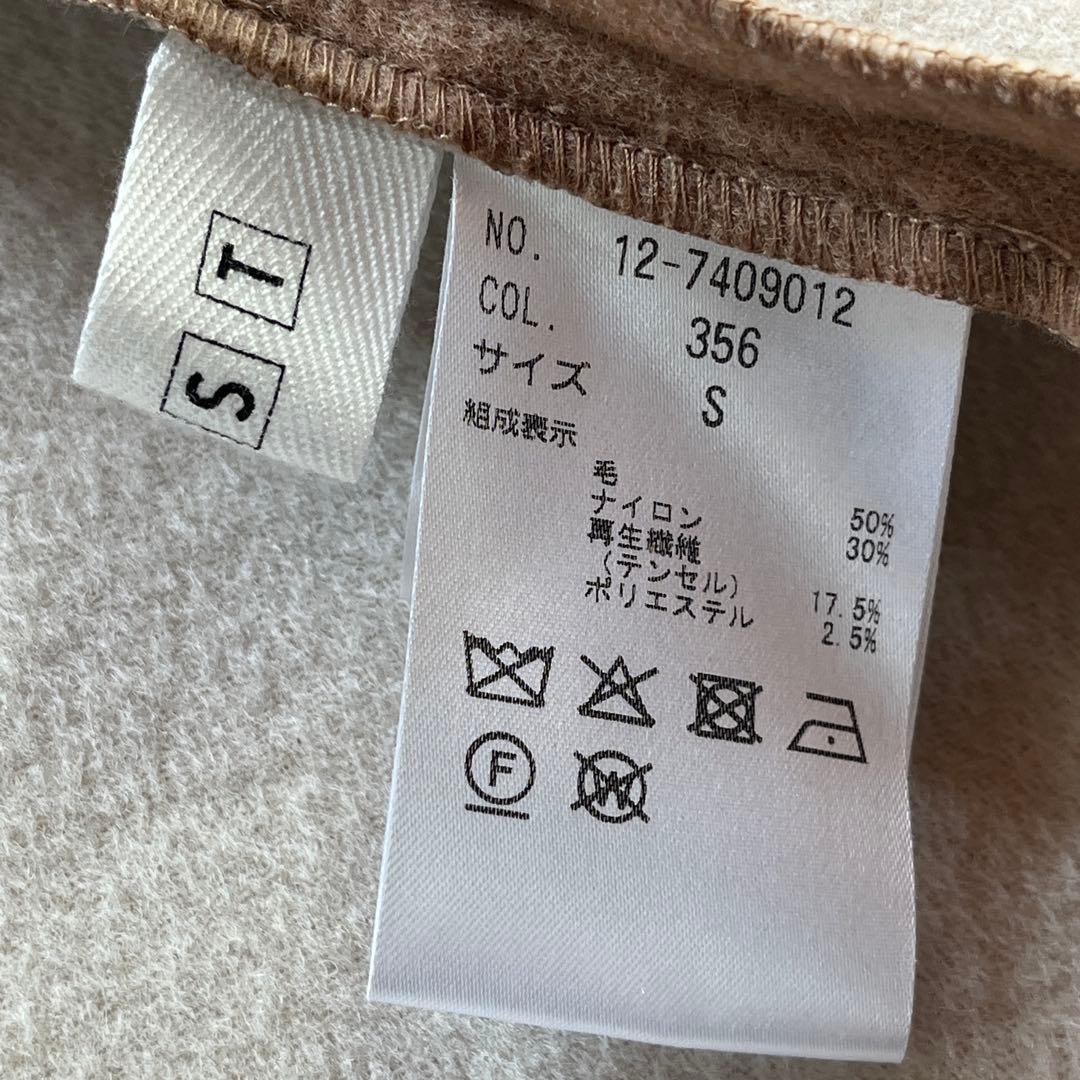 T
S
NO. 12-7409012
COL. 356
サイズ S
組成表示
毛 50%
ナイロン 30%
再生繊維
(テンセル) 17.5%
ポリエステル 2.5%
F
W